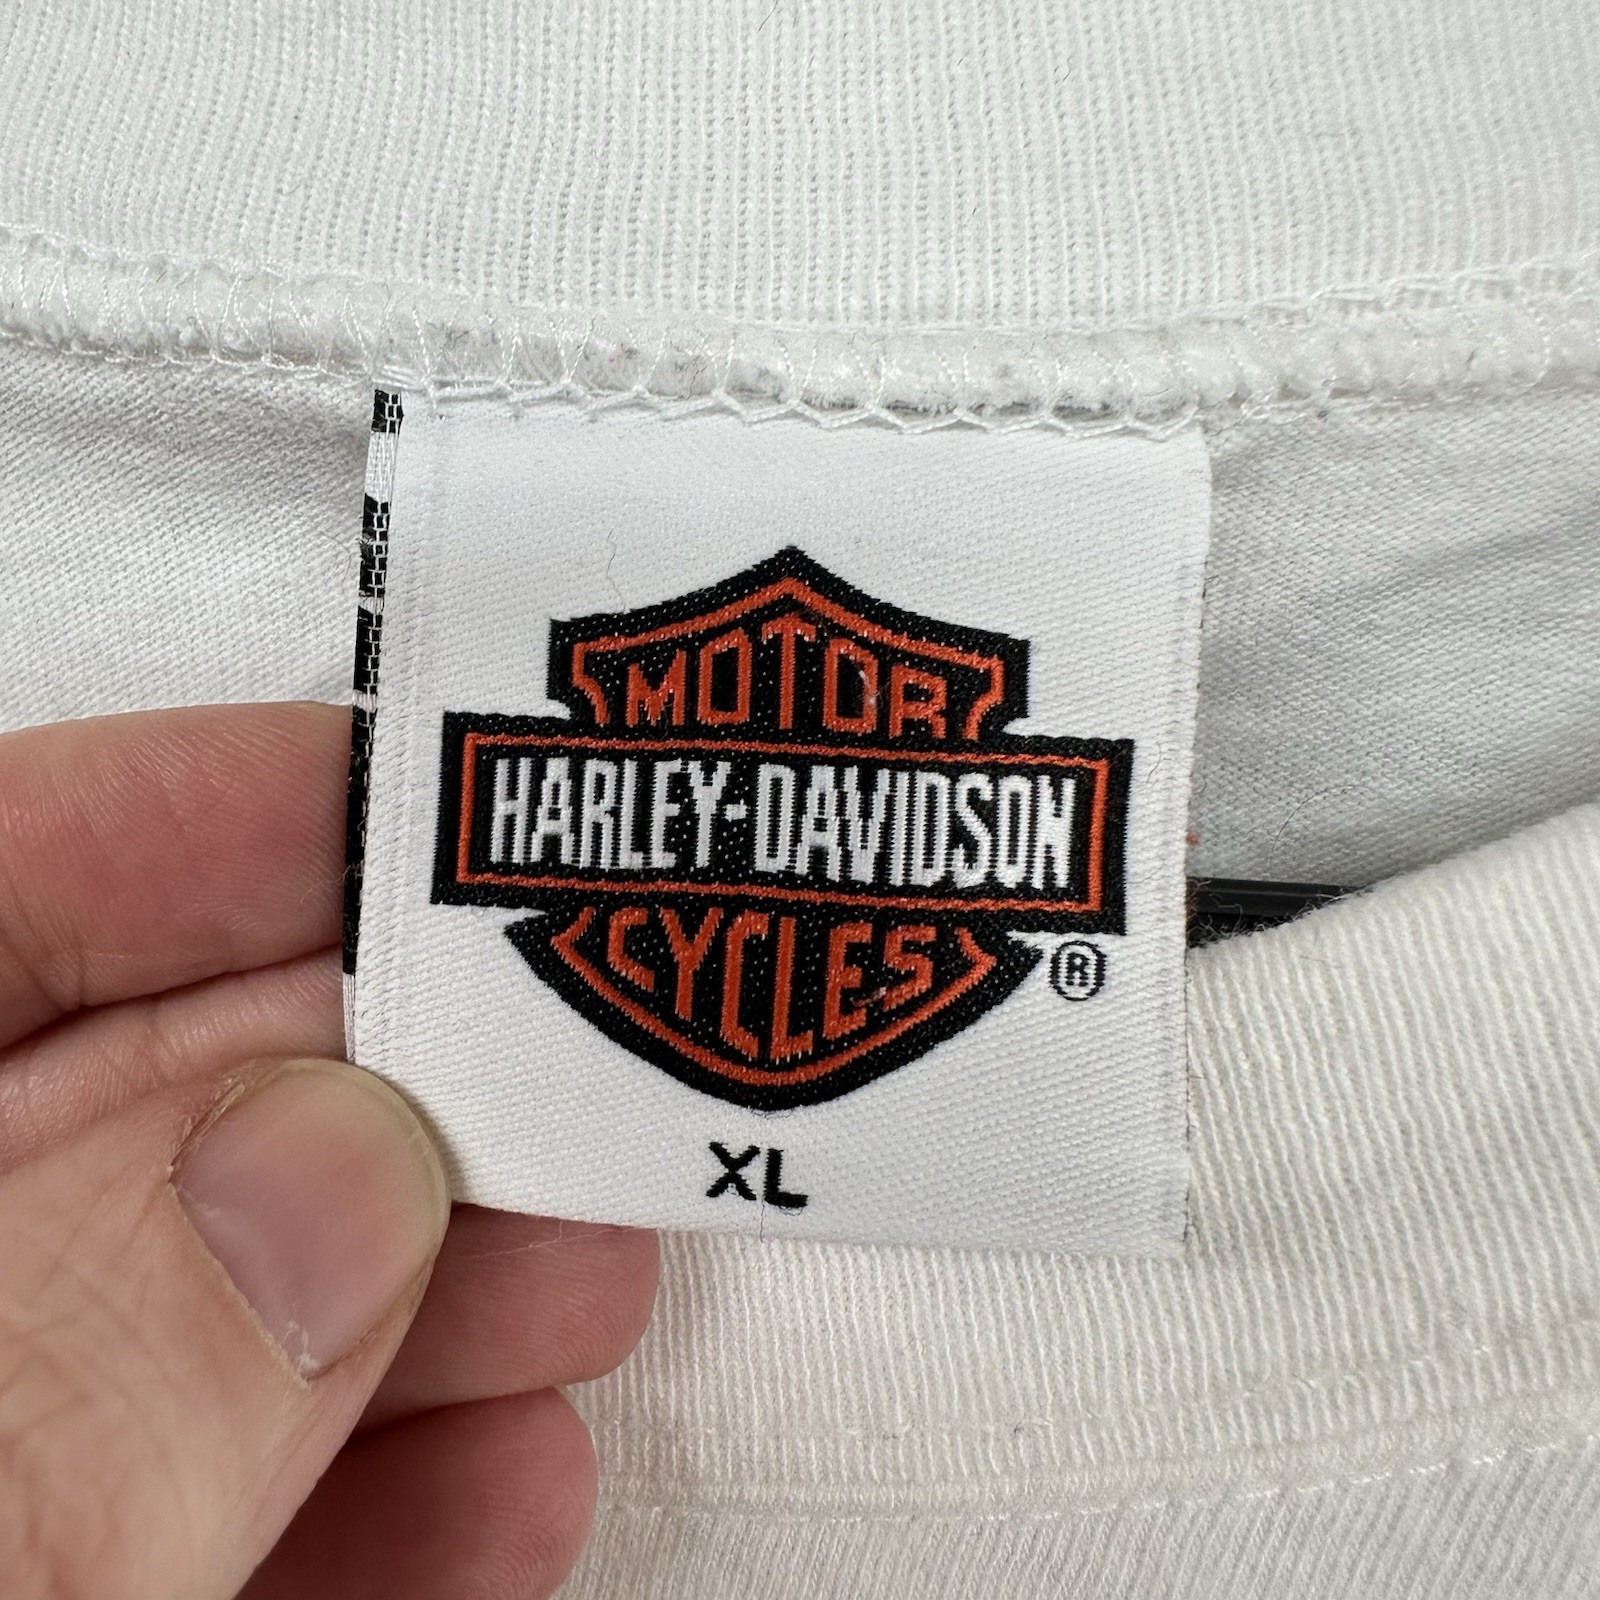 MOTOR
HARLEY-DAVIDSON
CYCLES
®
XL